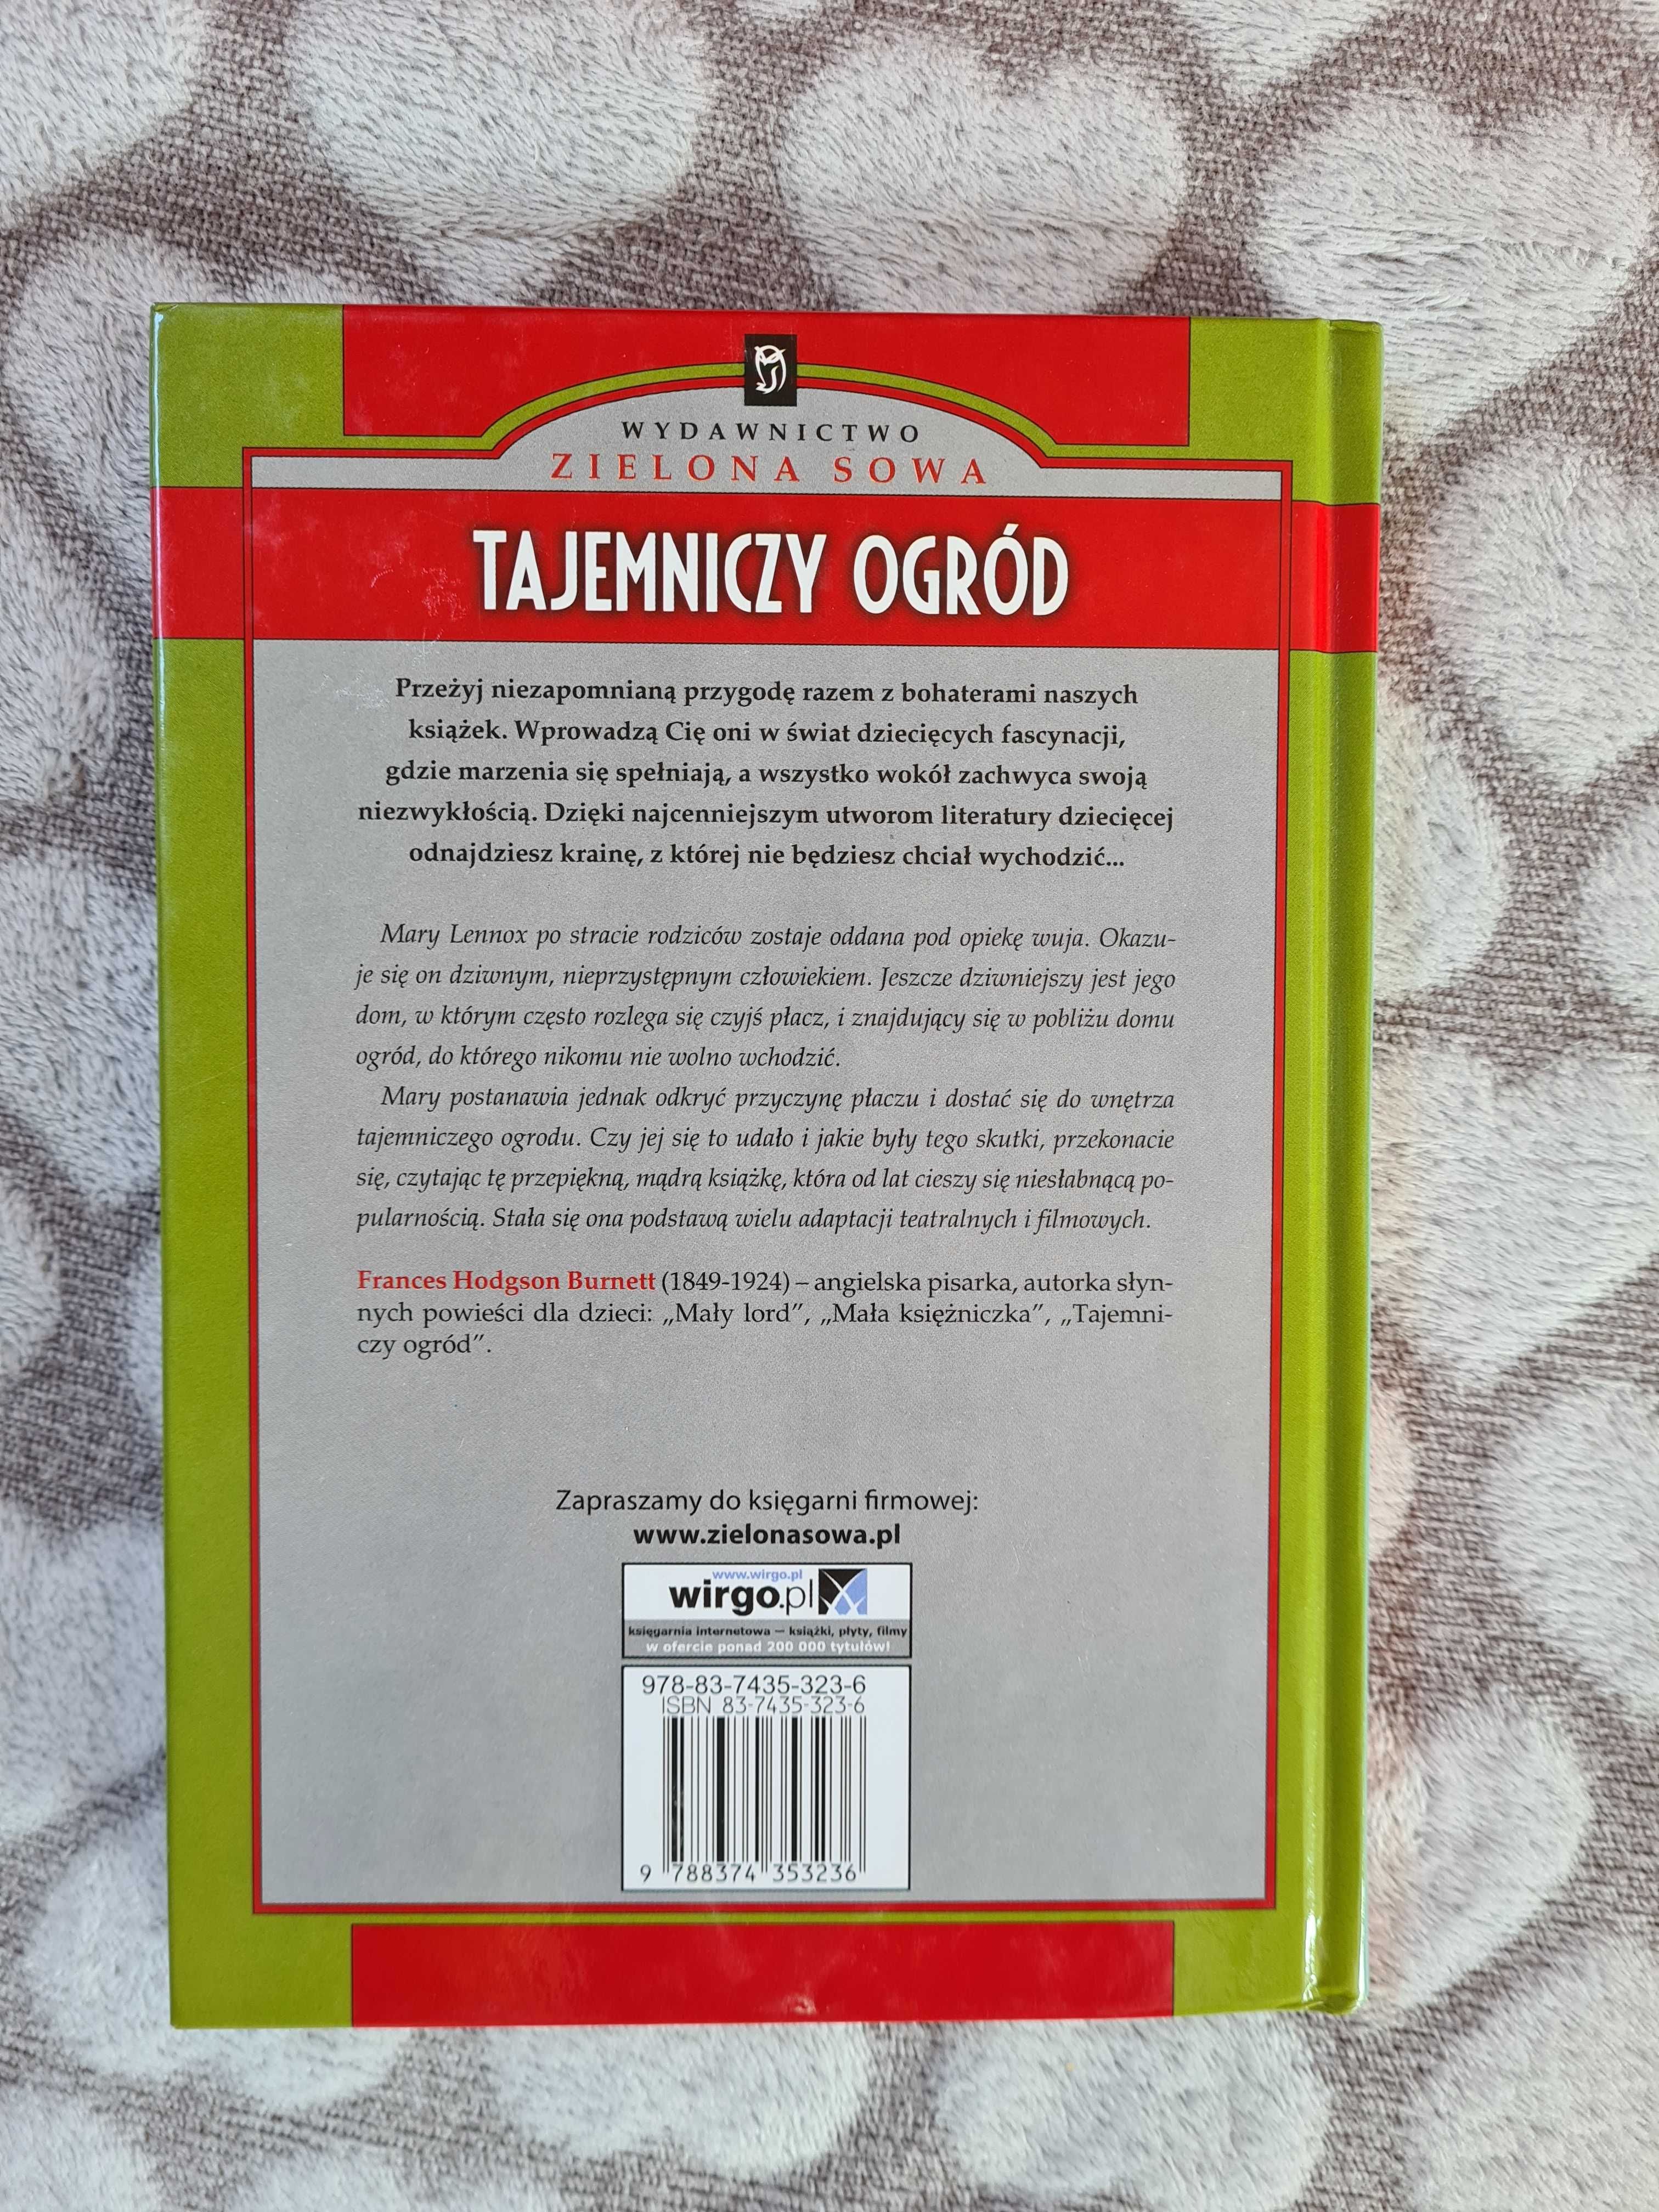 WYDAWNICTWO
ZIELONA SOWA
TAJEMNICZY OGRÓD
Przeżyj niezapomnianą przygodę razem z bohaterami naszych
książek. Wprowadzą Cię oni w świat dziecięcych fascynacji,
gdzie marzenia się spełniają, a wszystko wokół zachwyca swoją
niezwykłością. Dzięki najcenniejszym utworom literatury dziecięcej
odnajdziesz krainę, z której nie będziesz chciał wychodzić...
Mary Lennox po stracie rodziców zostaje oddana pod opiekę wuja. Okazu-
je się on dziwnym, nieprzystępnym człowiekiem. Jeszcze dziwniejszy jest jego
dom, w którym często rozlega się czyjś płacz, i znajdujący się w pobliżu domu
ogród, do którego nikomu nie wolno wchodzić.
Mary postanawia jednak odkryć przyczynę płaczu i dostać się do wnętrza
tajemniczego ogrodu. Czy jej się to udało i jakie były tego skutki, przekonacie
się, czytając tę przepiękną, mądrą książkę, która od lat cieszy się niesłabnącą po-
pularnością. Stała się ona podstawą wielu adaptacji teatralnych i filmowych.
Frances Hodgson Burnett (1849-1924) – angielska pisarka, autorka słyn-
nych powieści dla dzieci: „Mały lord”, „Mała księżniczka”, „Tajemni-
czy ogród”.
Zapraszamy do księgarni firmowej:
www.zielonasowa.pl
www.wirgo.pl
wirgo.pl
księgarnia internetowa — książki, płyty, filmy
w ofercie ponad 200 000 tytułów!
978-83-7435-323-6
ISBN 83-7435-323-6
9 788374 353236